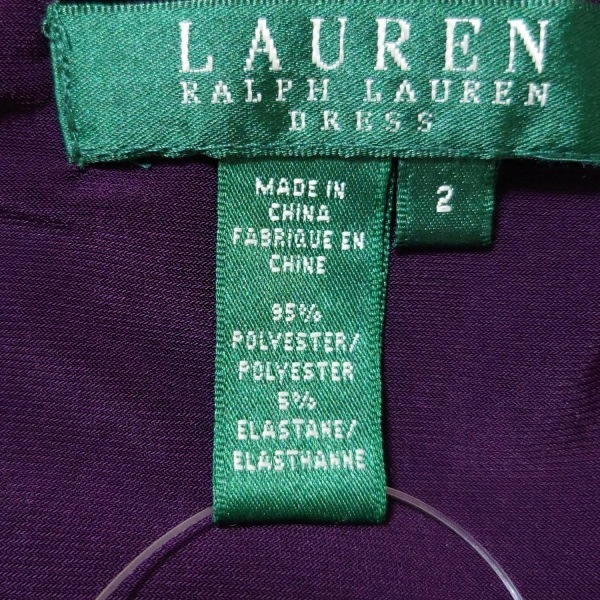 LAUREN
RALPH LAUREN
DRESS
2
MADE IN
CHINA
FABRIQUE EN
CHINE
95%
POLYESTER/
POLYESTER
5%
ELASTANE/
ELASTHANNE